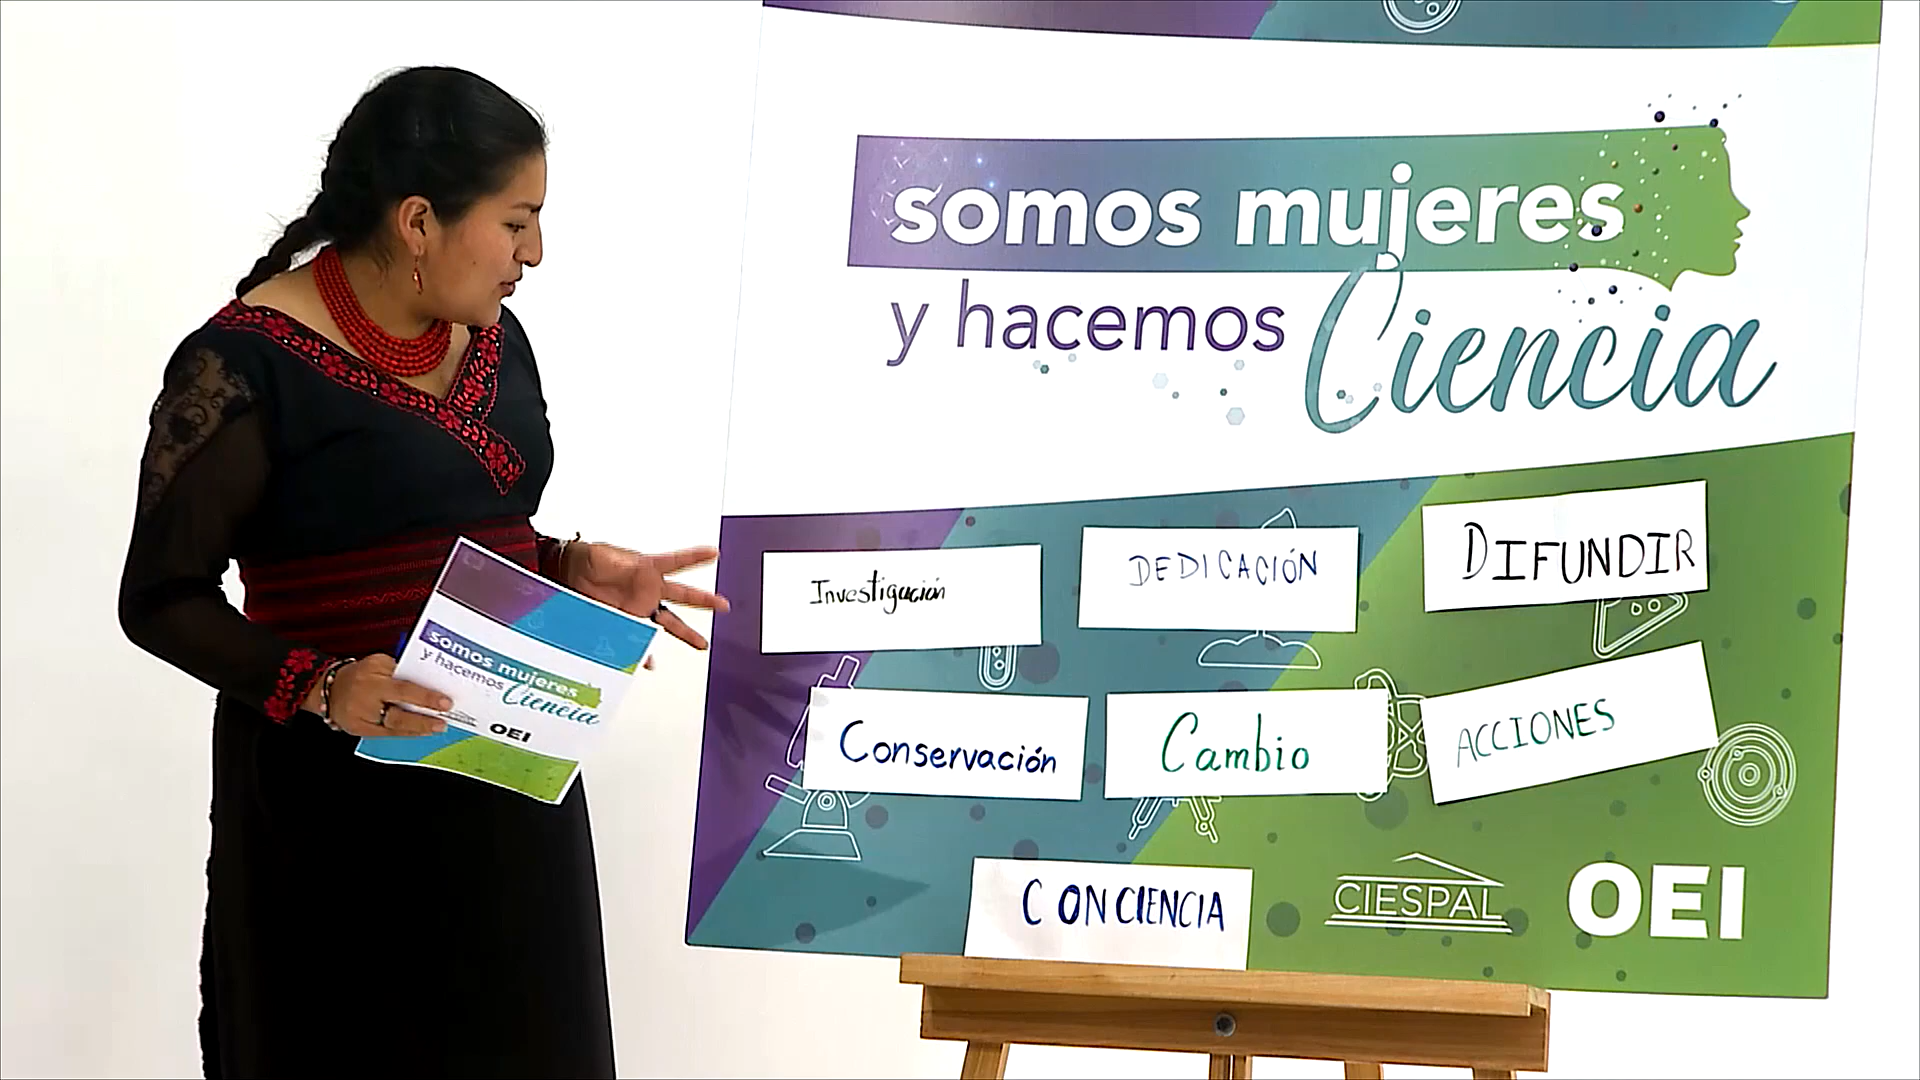 somos mujeres
y hacemos Ciencia
Investigación
DEDICACIÓN
DIFUNDIR
Conservación
Cambio
ACCIONES
CONCIENCIA
CIESPAL
OEI
somos mujeres
y hacemos Ciencia
OEI